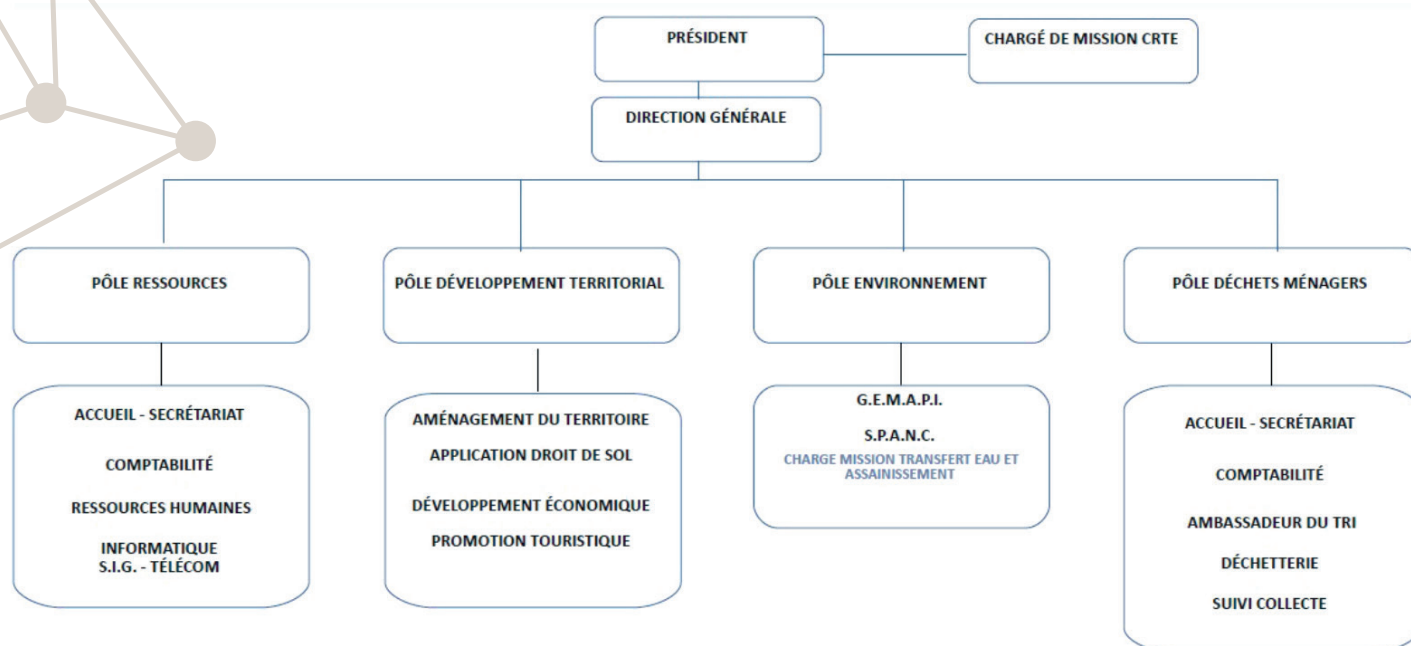 PRÉSIDENT
CHARGÉ DE MISSION CRTE
DIRECTION GÉNÉRALE
PÔLE RESSOURCES
PÔLE DÉVELOPPEMENT TERRITORIAL
PÔLE ENVIRONNEMENT
PÔLE DÉCHETS MÉNAGERS
ACCUEIL - SECRÉTARIAT
COMPTABILITÉ
RESSOURCES HUMAINES
INFORMATIQUE
S.I.G. - TÉLÉCOM
AMÉNAGEMENT DU TERRITOIRE
APPLICATION DROIT DE SOL
DÉVELOPPEMENT ÉCONOMIQUE
PROMOTION TOURISTIQUE
G.E.M.A.P.I.
S.P.A.N.C.
CHARGE MISSION TRANSFERT EAU ET
ASSAINISSEMENT
ACCUEIL - SECRÉTARIAT
COMPTABILITÉ
AMBASSADEUR DU TRI
DÉCHETTERIE
SUIVI COLLECTE